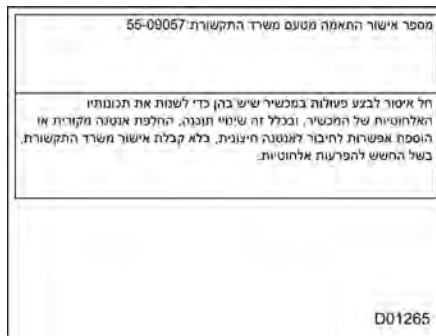 מספר אישור התאמה מטעם משרד התקשורת: 55-09057
חל איסור לבצע פעולות במכשיר שיש בהן כדי לשנות את תכונותיו
האלחוטיות של המכשיר, ובכלל זה שינויי תוכנה, החלפת אנטנה מקורית או
הוספת אפשרות לחיבור לאנטנה חיצונית, בלא קבלת אישור משרד התקשורת,
בשל החשש להפרעות אלחוטיות.
D01265